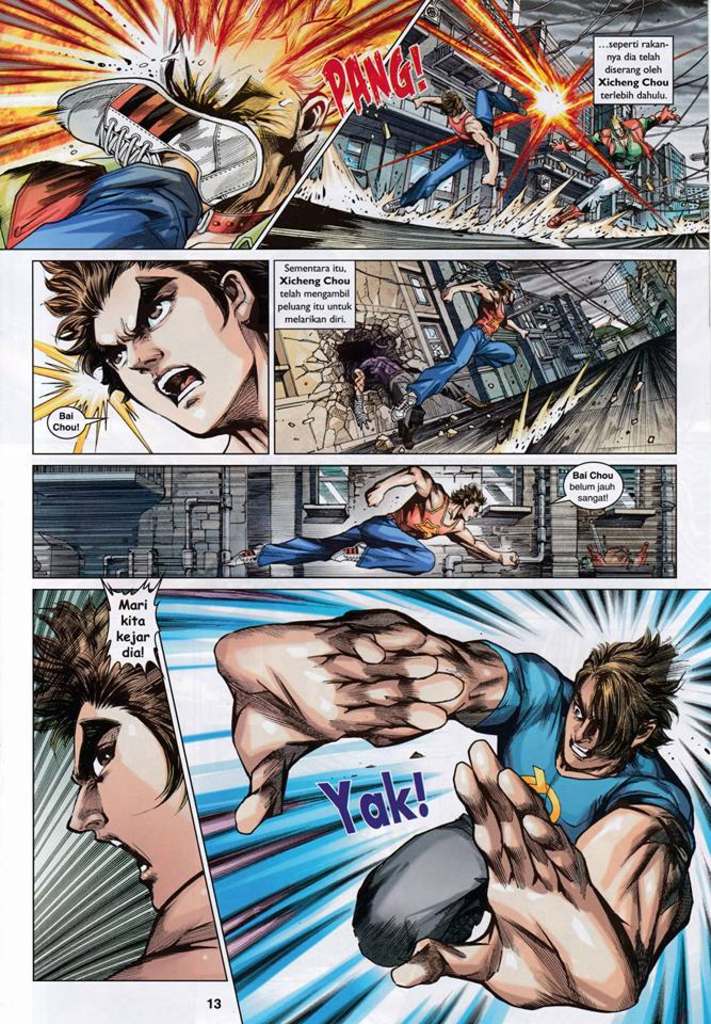 PANG!
...seperti rakan-
nya dia telah
diserang oleh
Xicheng Chou
terlebih dahulu.
Bai
Chou!
Sementara itu,
Xicheng Chou
telah mengambil
peluang itu untuk
melarikan diri.
Bai Chou
belum jauh
sangat!
Mari
kita
kejar
dia!
Yak!
13